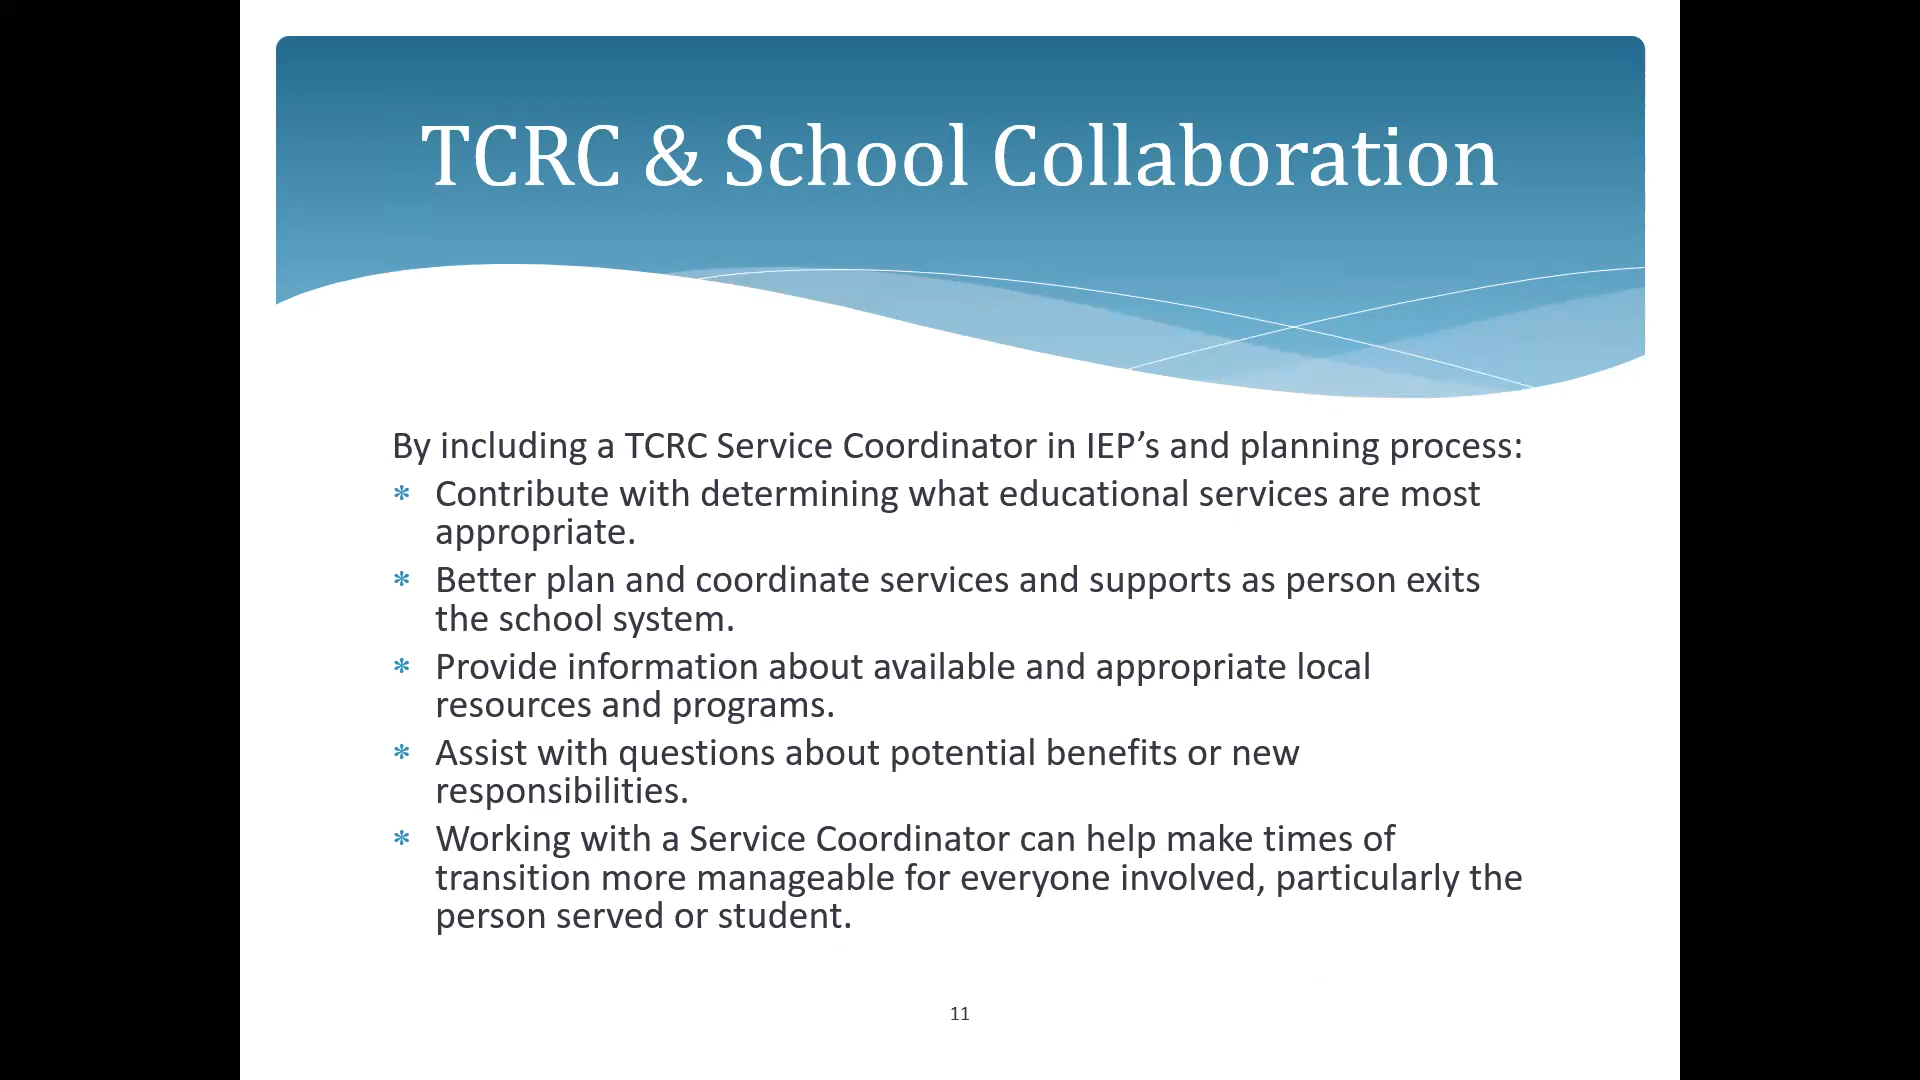 TCRC & School Collaboration
By including a TCRC Service Coordinator in IEP’s and planning process:
* Contribute with determining what educational services are most
appropriate.
* Better plan and coordinate services and supports as person exits
the school system.
* Provide information about available and appropriate local
resources and programs.
* Assist with questions about potential benefits or new
responsibilities.
* Working with a Service Coordinator can help make times of
transition more manageable for everyone involved, particularly the
person served or student.
11